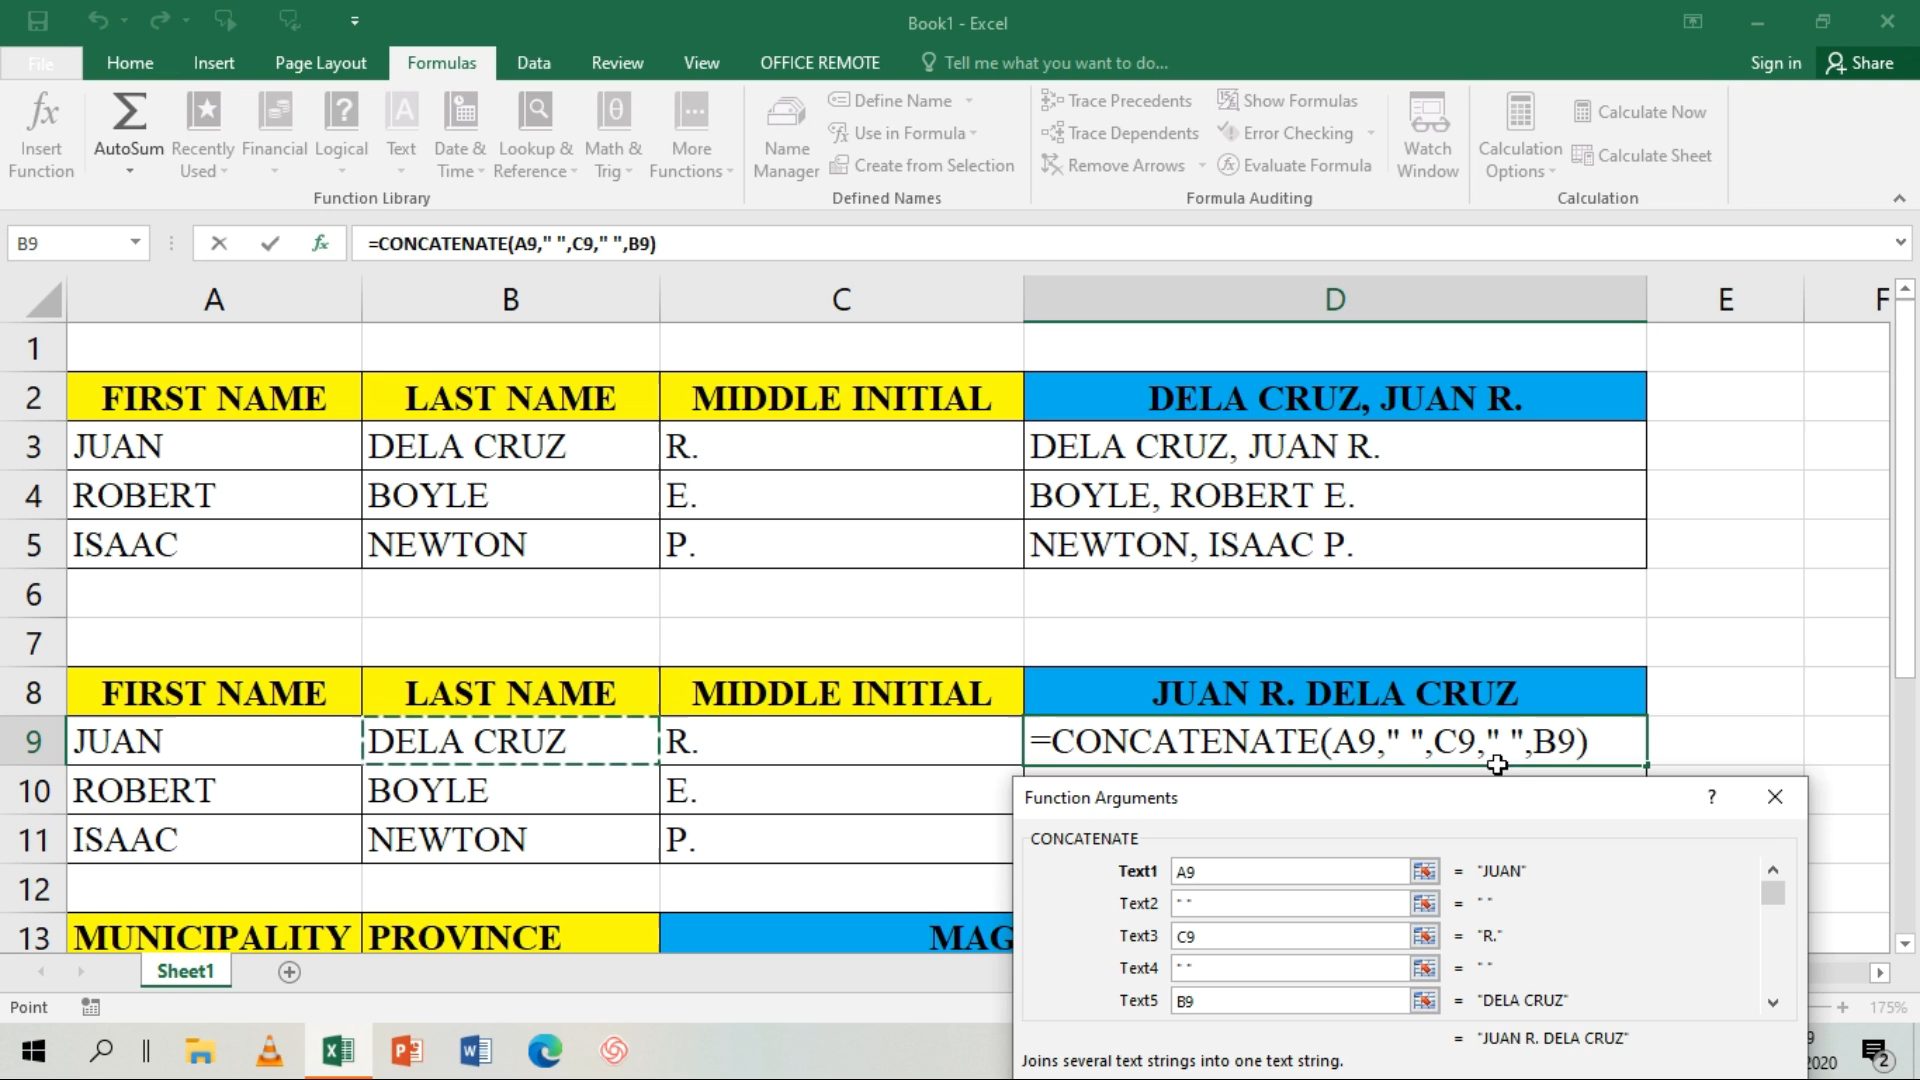 Book1 - Excel
File Home Insert Page Layout Formulas Data Review View OFFICE REMOTE Tell me what you want to do... Sign in Share
Insert Function
AutoSum
Recently Used
Financial
Logical
Text
Date & Time
Lookup & Reference
Math & Trig
More Functions
Function Library
Name Manager
Define Name
Use in Formula
Create from Selection
Defined Names
Trace Precedents
Trace Dependents
Remove Arrows
Show Formulas
Error Checking
Evaluate Formula
Formula Auditing
Watch Window
Calculation Options
Calculate Now
Calculate Sheet
Calculation
B9 fx =CONCATENATE(A9," ",C9," ",B9)
A B C D E F
1
2 FIRST NAME LAST NAME MIDDLE INITIAL DELA CRUZ, JUAN R.
3 JUAN DELA CRUZ R. DELA CRUZ, JUAN R.
4 ROBERT BOYLE E. BOYLE, ROBERT E.
5 ISAAC NEWTON P. NEWTON, ISAAC P.
6
7
8 FIRST NAME LAST NAME MIDDLE INITIAL JUAN R. DELA CRUZ
9 JUAN DELA CRUZ R. =CONCATENATE(A9," ",C9," ",B9)
10 ROBERT BOYLE E.
11 ISAAC NEWTON P.
12
13 MUNICIPALITY PROVINCE MAG
Function Arguments ?
CONCATENATE
Text1 A9 = "JUAN"
Text2 " " = " "
Text3 C9 = "R."
Text4 " " = " "
Text5 B9 = "DELA CRUZ"
= "JUAN R. DELA CRUZ"
Joins several text strings into one text string.
Sheet1
Point
175%
9
2020
2